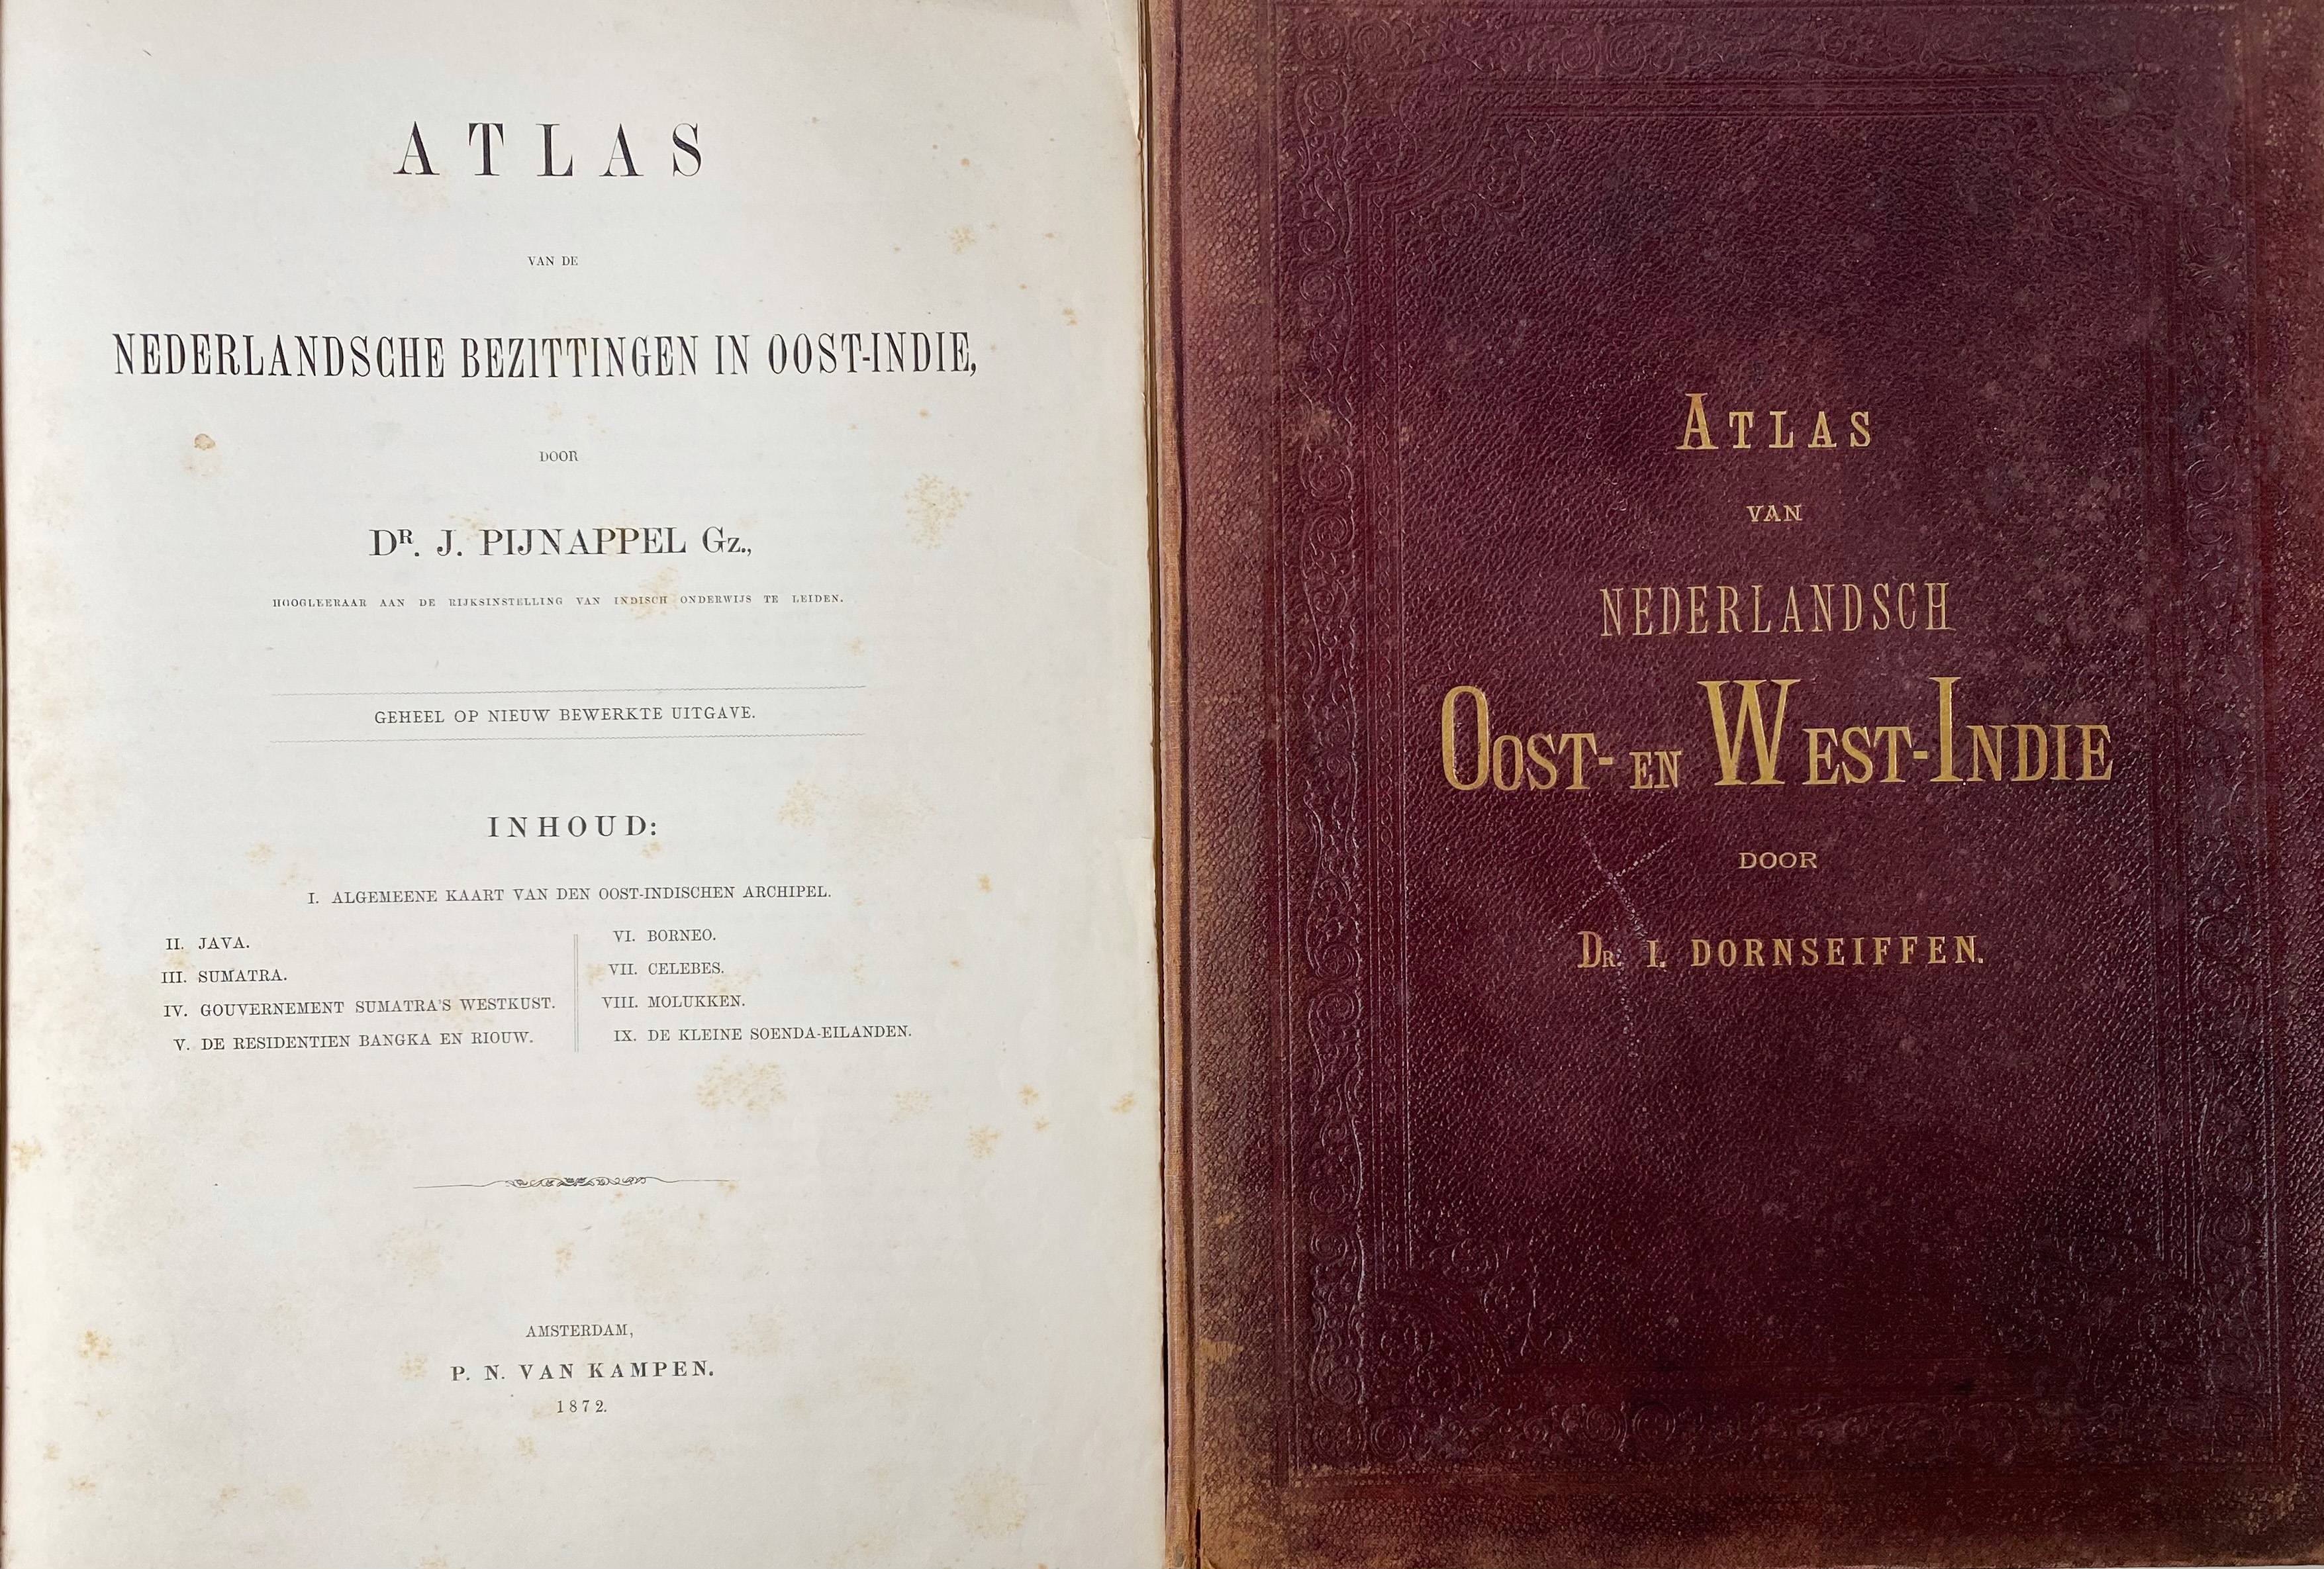 ATLAS
VAN DE
NEDERLANDSCHE BEZITTINGEN IN OOST-INDIE,
DOOR
DR. J. PIJNAPPEL Gz.,
HOOGLEERAAR AAN DE RIJKSINSTELLING VAN INDISCH ONDERWIJS TE LEIDEN.
GEHEEL OP NIEUW BEWERKTE UITGAVE.
INHOUD:
I. ALGEMEENE KAART VAN DEN OOST-INDISCHEN ARCHIPEL.
II. JAVA.
III. SUMATRA.
IV. GOUVERNEMENT SUMATRA'S WESTKUST.
V. DE RESIDENTIEN BANGKA EN RIOUW.
VI. BORNEO.
VII. CELEBES.
VIII. MOLUKKEN.
IX. DE KLEINE SOENDA-EILANDEN.
AMSTERDAM,
P. N. VAN KAMPEN.
1872.
ATLAS
VAN
NEDERLANDSCH
OOST- EN WEST-INDIE
DOOR
DR. I. DORNSEIFFEN.